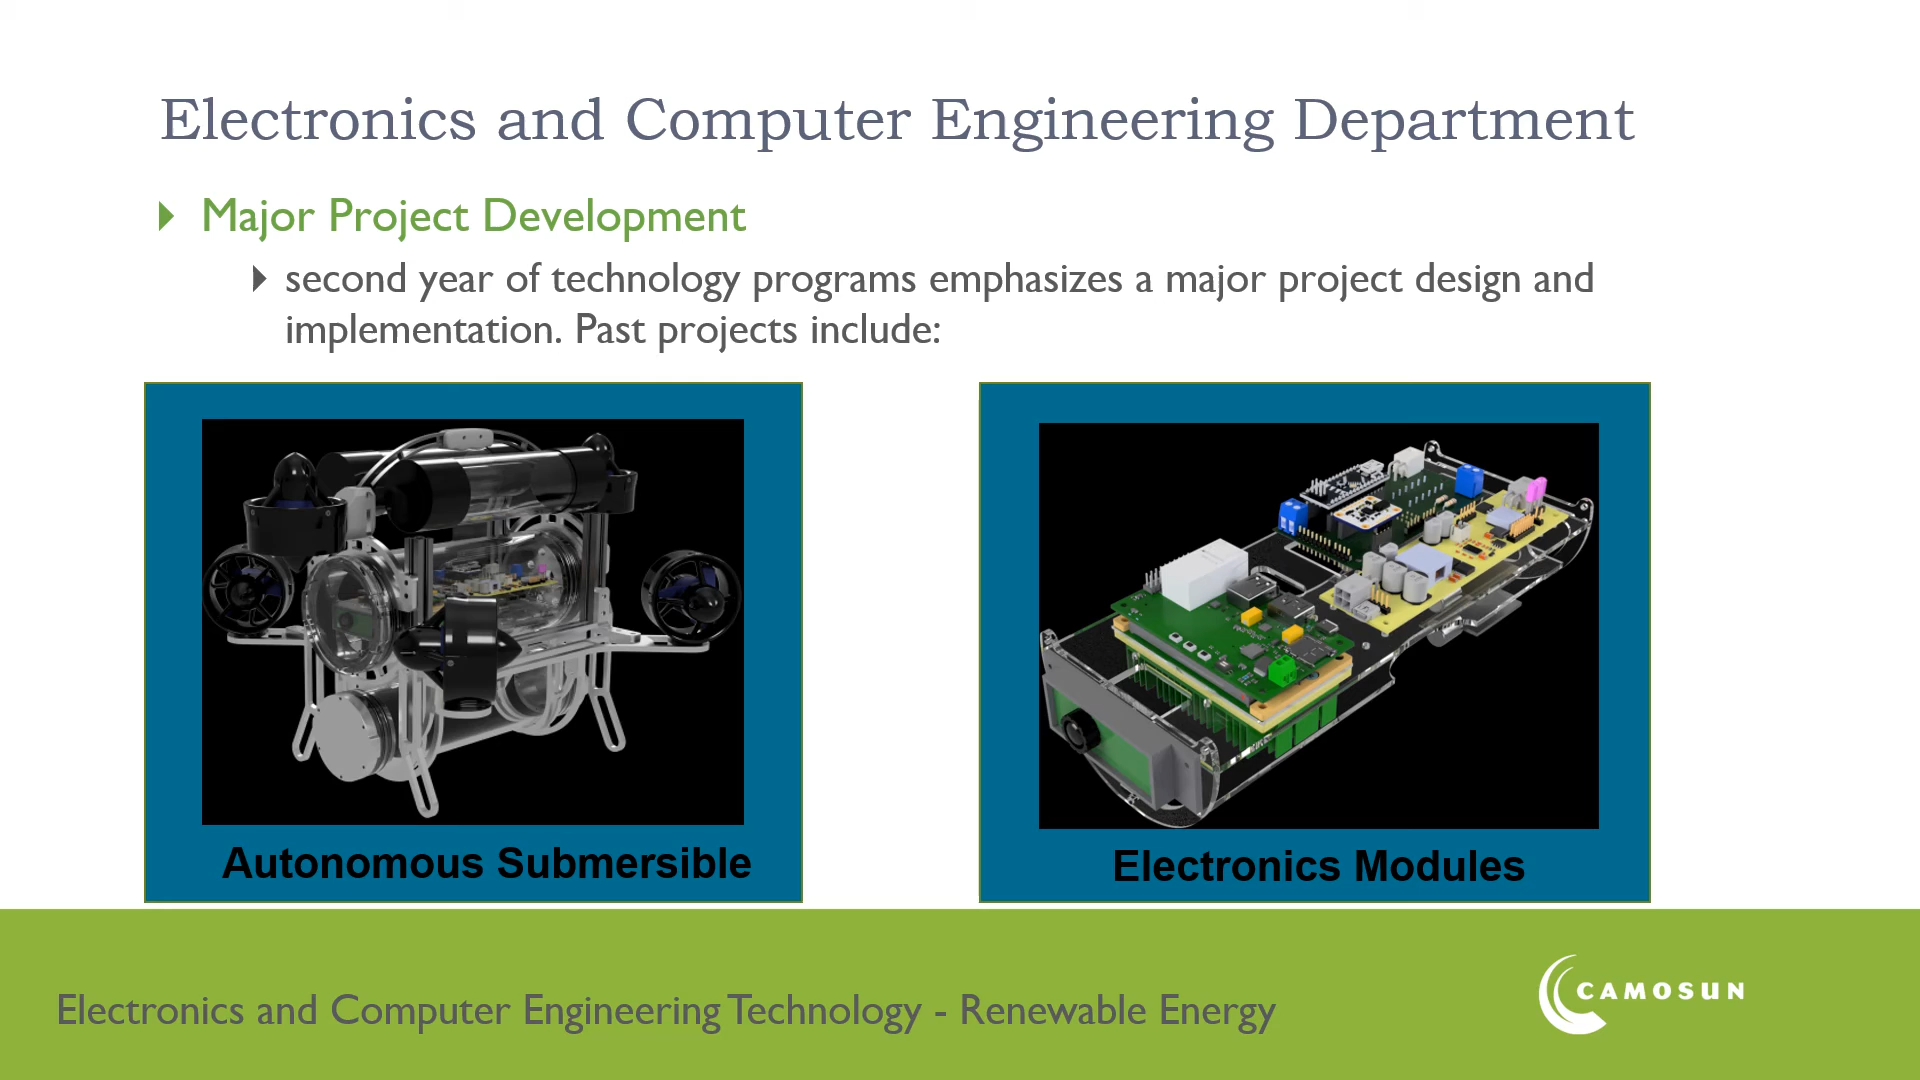 Electronics and Computer Engineering Department
Major Project Development
second year of technology programs emphasizes a major project design and
implementation. Past projects include:
Autonomous Submersible
Electronics Modules
Electronics and Computer Engineering Technology - Renewable Energy
CAMOSUN